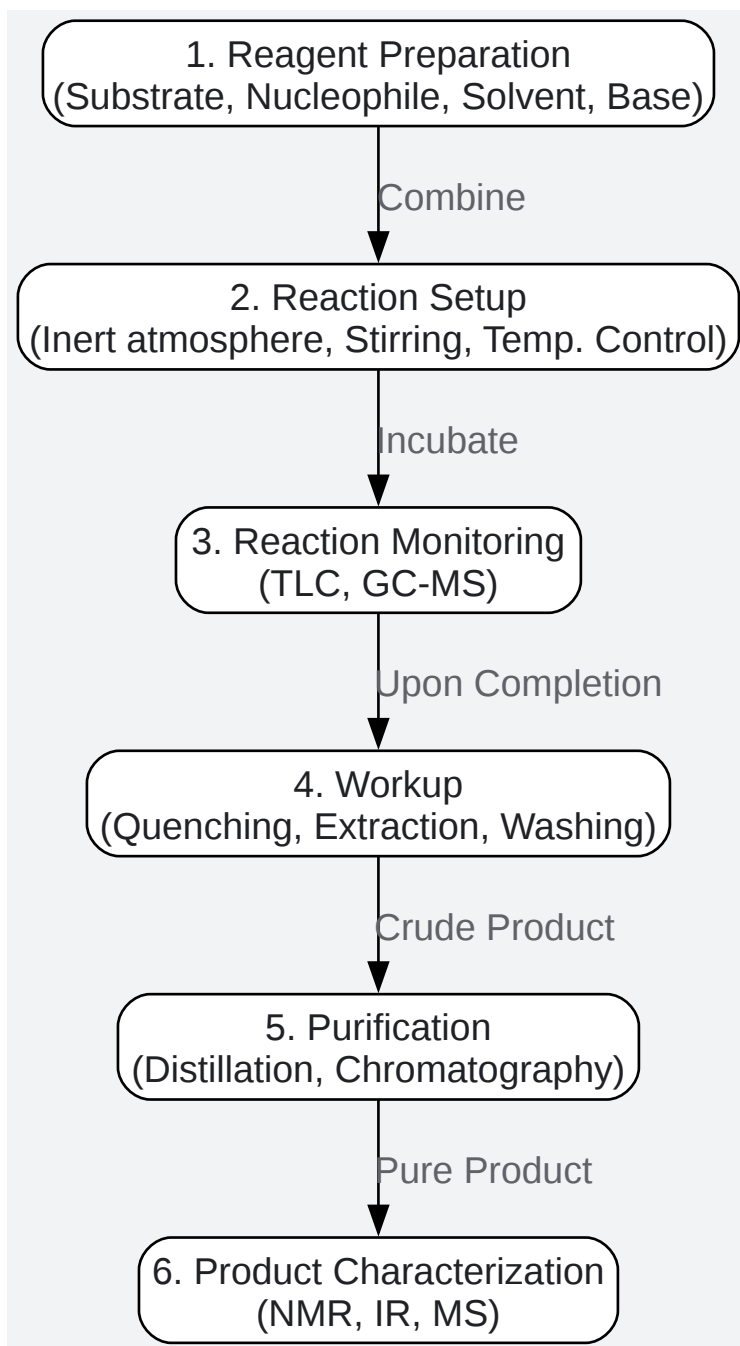 1. Reagent Preparation
(Substrate, Nucleophile, Solvent, Base)
Combine
2. Reaction Setup
(Inert atmosphere, Stirring, Temp. Control)
Incubate
3. Reaction Monitoring
(TLC, GC-MS)
Upon Completion
4. Workup
(Quenching, Extraction, Washing)
Crude Product
5. Purification
(Distillation, Chromatography)
Pure Product
6. Product Characterization
(NMR, IR, MS)